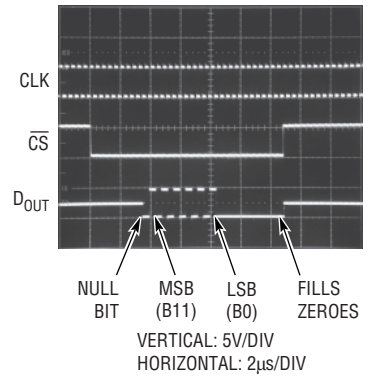 CLK
CS
DOUT
NULL
BIT
MSB
(B11)
LSB
(B0)
FILLS
ZEROES
VERTICAL: 5V/DIV
HORIZONTAL: 2μs/DIV